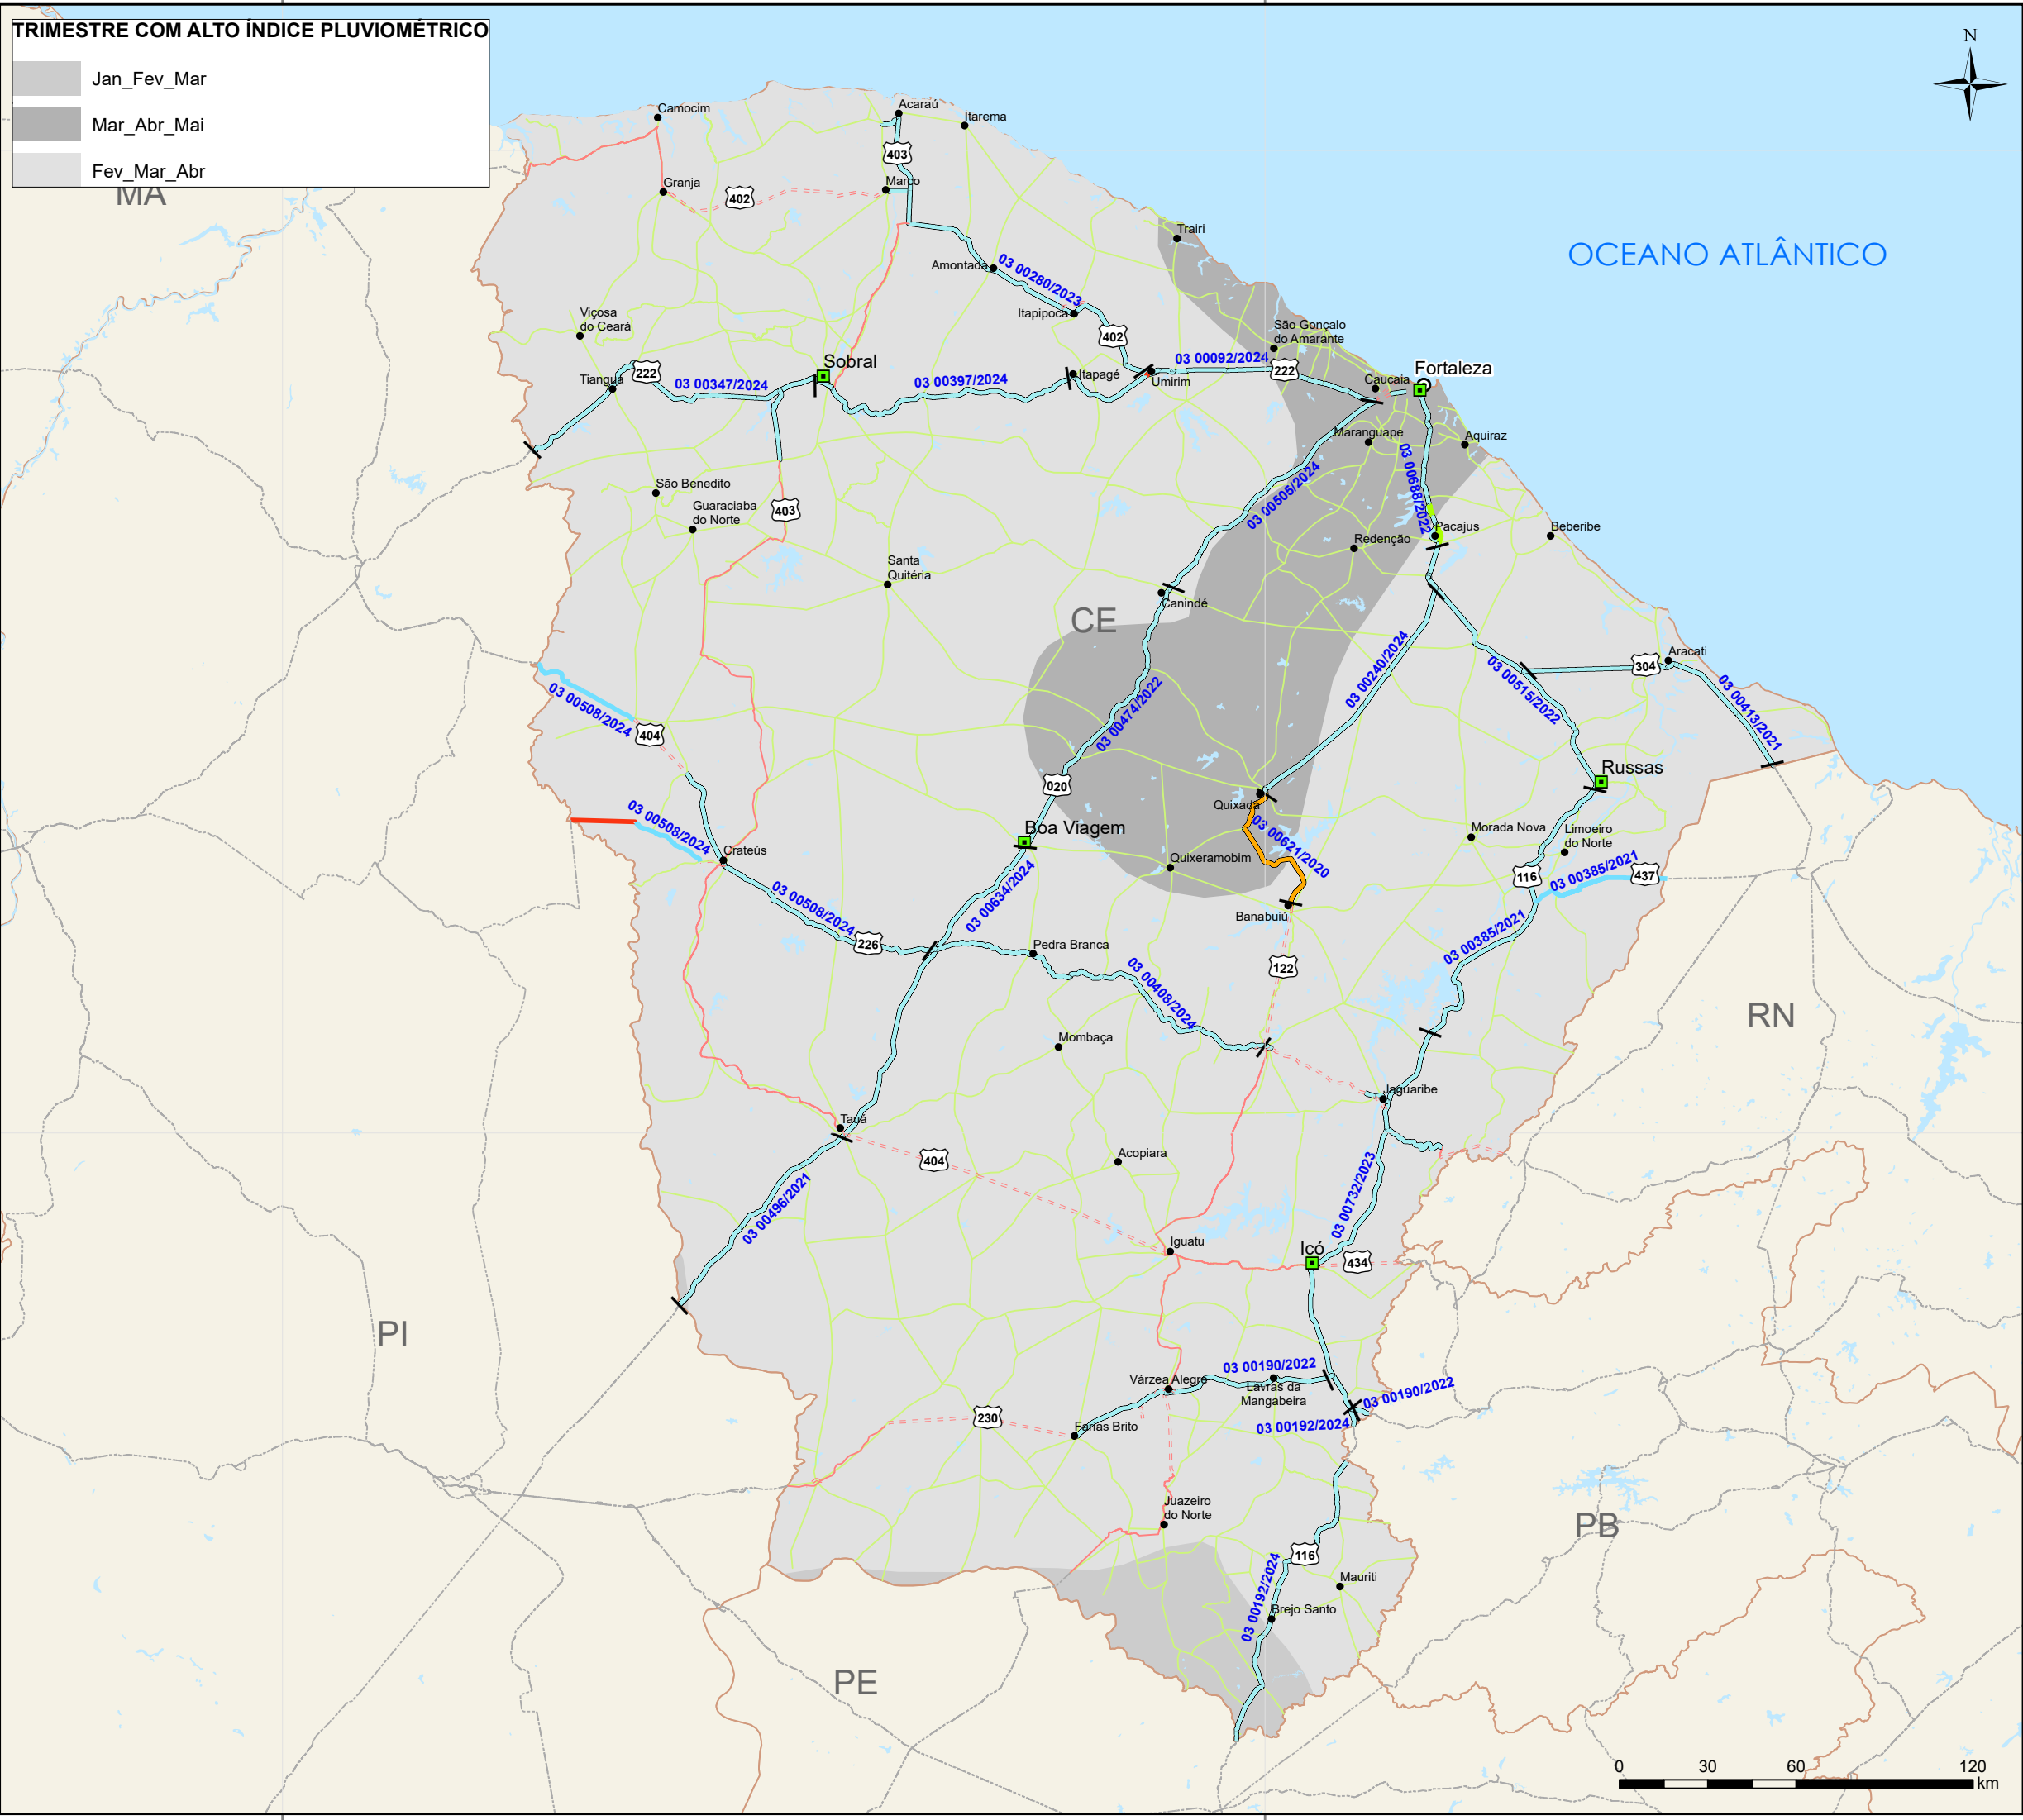 TRIMESTRE COM ALTO ÍNDICE PLUVIOMÉTRICO
Jan_Fev_Mar
Mar_Abr_Mai
Fev_Mar_Abr
MA
N
OCEANO ATLÂNTICO
Camocim
Acaraú
Itarema
403
Granja
402
Marco
Trairi
Amontada
03 00280/2023
Itapipoca
402
Viçosa
do Ceará
São Gonçalo
do Amarante
Sobral
03 00092/2024
222
Tianguá
222
03 00347/2024
03 00397/2024
Itapagé
Umirim
Caucaia
Fortaleza
Maranguape
Aquiraz
03 00688/2022
03 00505/2024
São Benedito
Guaraciaba
do Norte
403
Pacajus
Beberibe
Redenção
Santa
Quitéria
Canindé
CE
03 00240/2024
03 00515/2022
304
Aracati
03 00413/2021
03 00508/2024
404
03 00474/2022
020
Russas
Quixadá
03 00621/2020
03 00508/2024
Crateús
Boa Viagem
Morada Nova
Limoeiro
do Norte
Quixeramobim
116
03 00385/2021
437
03 00508/2024
226
03 00634/2024
Banabuiú
03 00385/2021
Pedra Branca
03 00408/2024
122
RN
Mombaça
Jaguaribe
Tauá
404
Acopiara
03 00732/2023
03 00496/2021
Iguatu
Icó
434
PI
03 00190/2022
Várzea Alegre
Lavras da
Mangabeira
03 00190/2022
230
Farias Brito
03 00192/2024
Juazeiro
do Norte
PB
116
03 00192/2024
Mauriti
Brejo Santo
PE
0 30 60 120
km